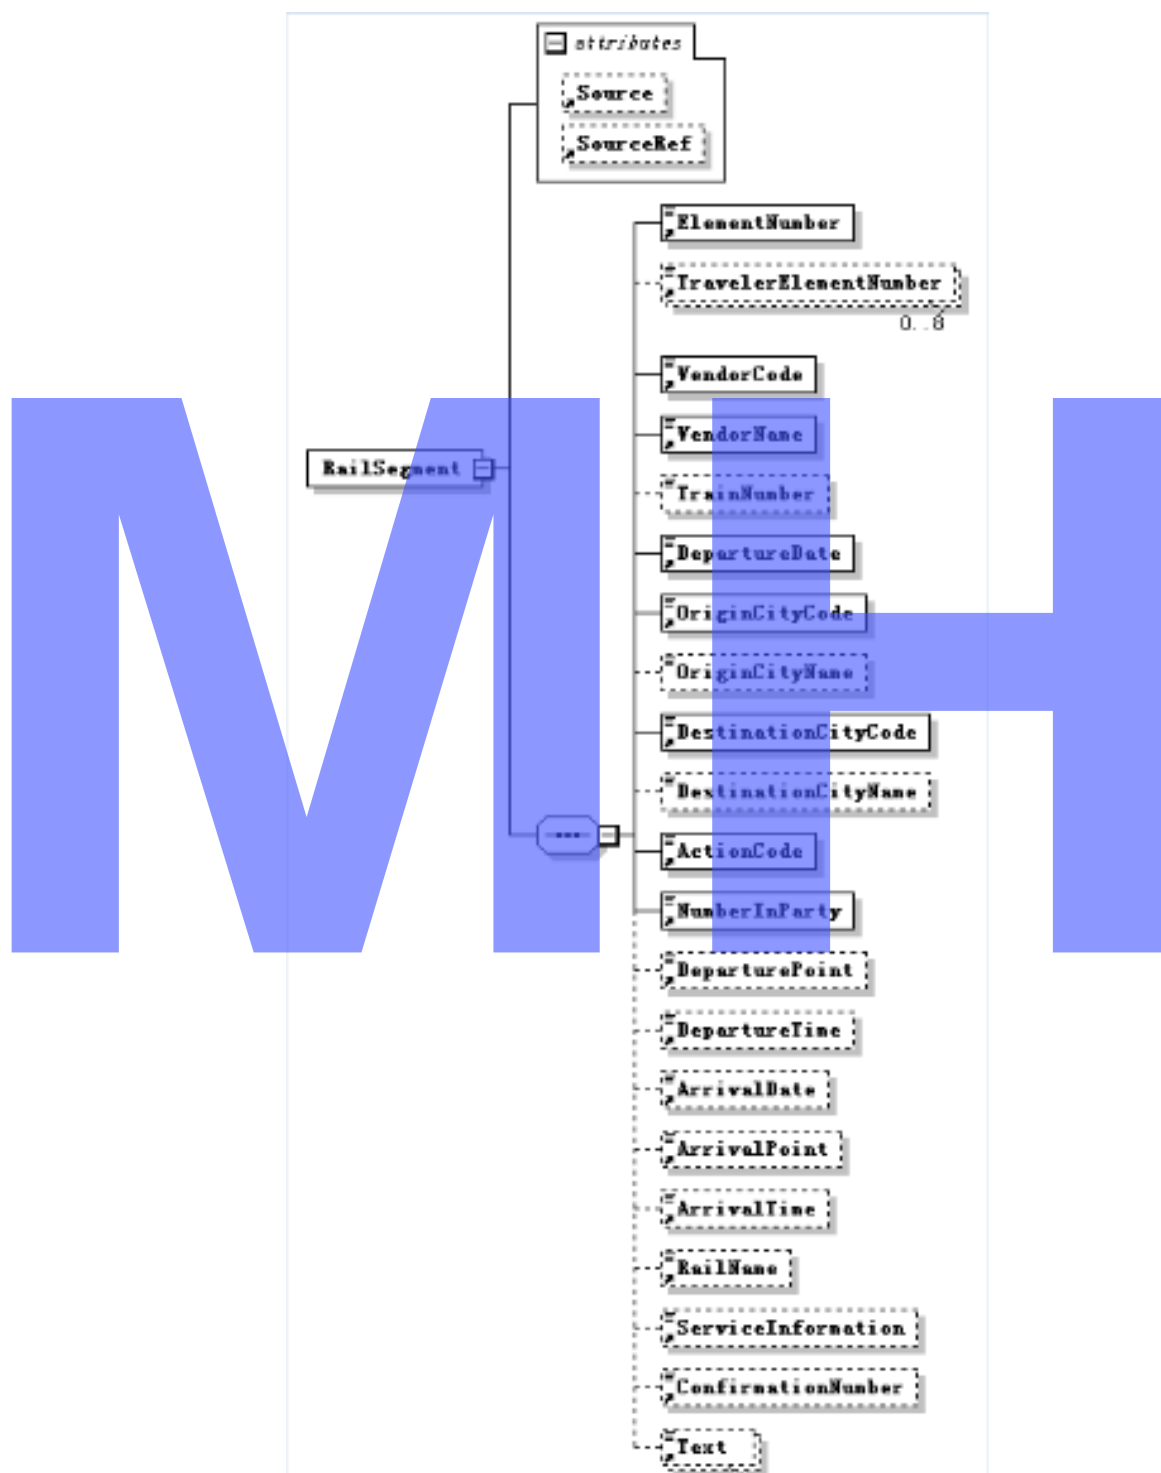 attributes
Source
SourceRef
ElementNumber
TravelerElementNumber
0..8
VendorCode
VendorName
RailSegment
TrainNumber
DepartureDate
OriginCityCode
OriginCityName
DestinationCityCode
DestinationCityName
ActionCode
NumberInParty
DeparturePoint
DepartureTime
ArrivalDate
ArrivalPoint
ArrivalTime
RailName
ServiceInformation
ConfirmationNumber
Text
MH